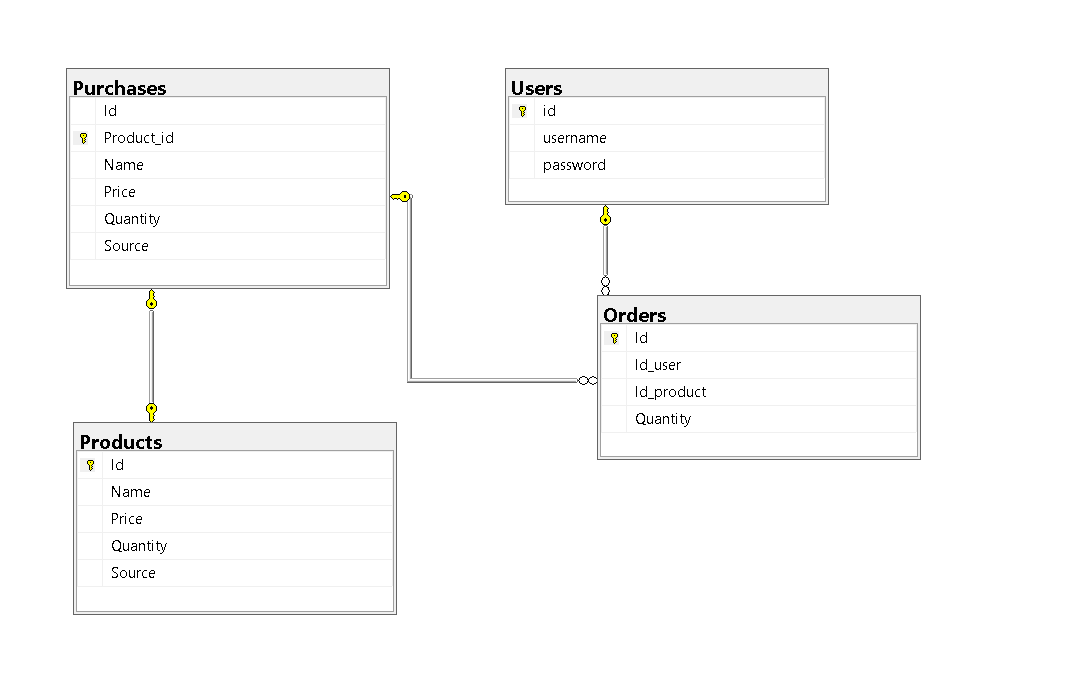 Purchases
Id
Product_id
Name
Price
Quantity
Source
Users
id
username
password
Orders
Id
Id_user
Id_product
Quantity
Products
Id
Name
Price
Quantity
Source